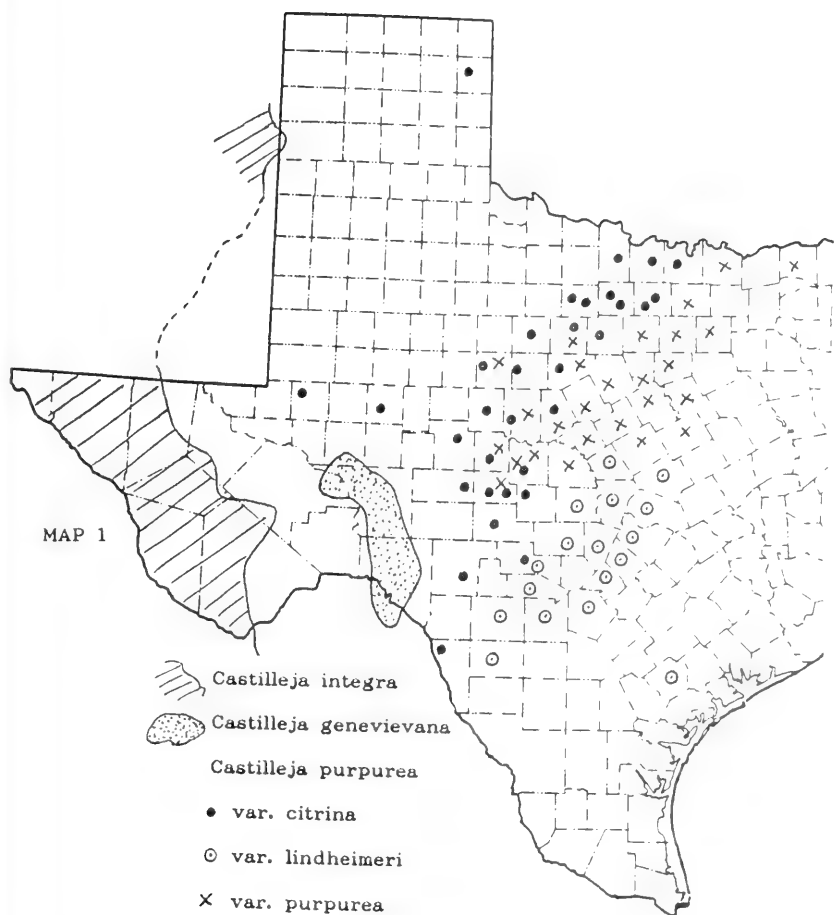 MAP 1
Castilleja integra
Castilleja genevievana
Castilleja purpurea
var. citrina
var. lindheimeri
var. purpurea